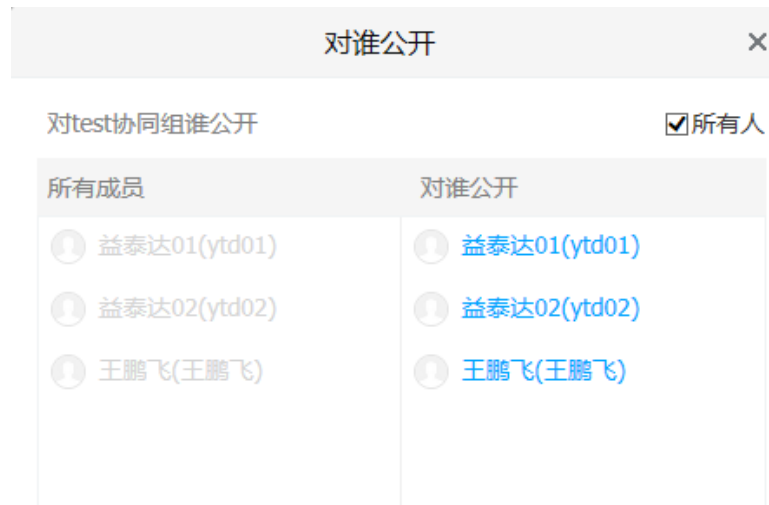 对谁公开
对test协同组谁公开 所有人
所有成员 对谁公开
益泰达01(ytd01) 益泰达01(ytd01)
益泰达02(ytd02) 益泰达02(ytd02)
王鹏飞(王鹏飞) 王鹏飞(王鹏飞)